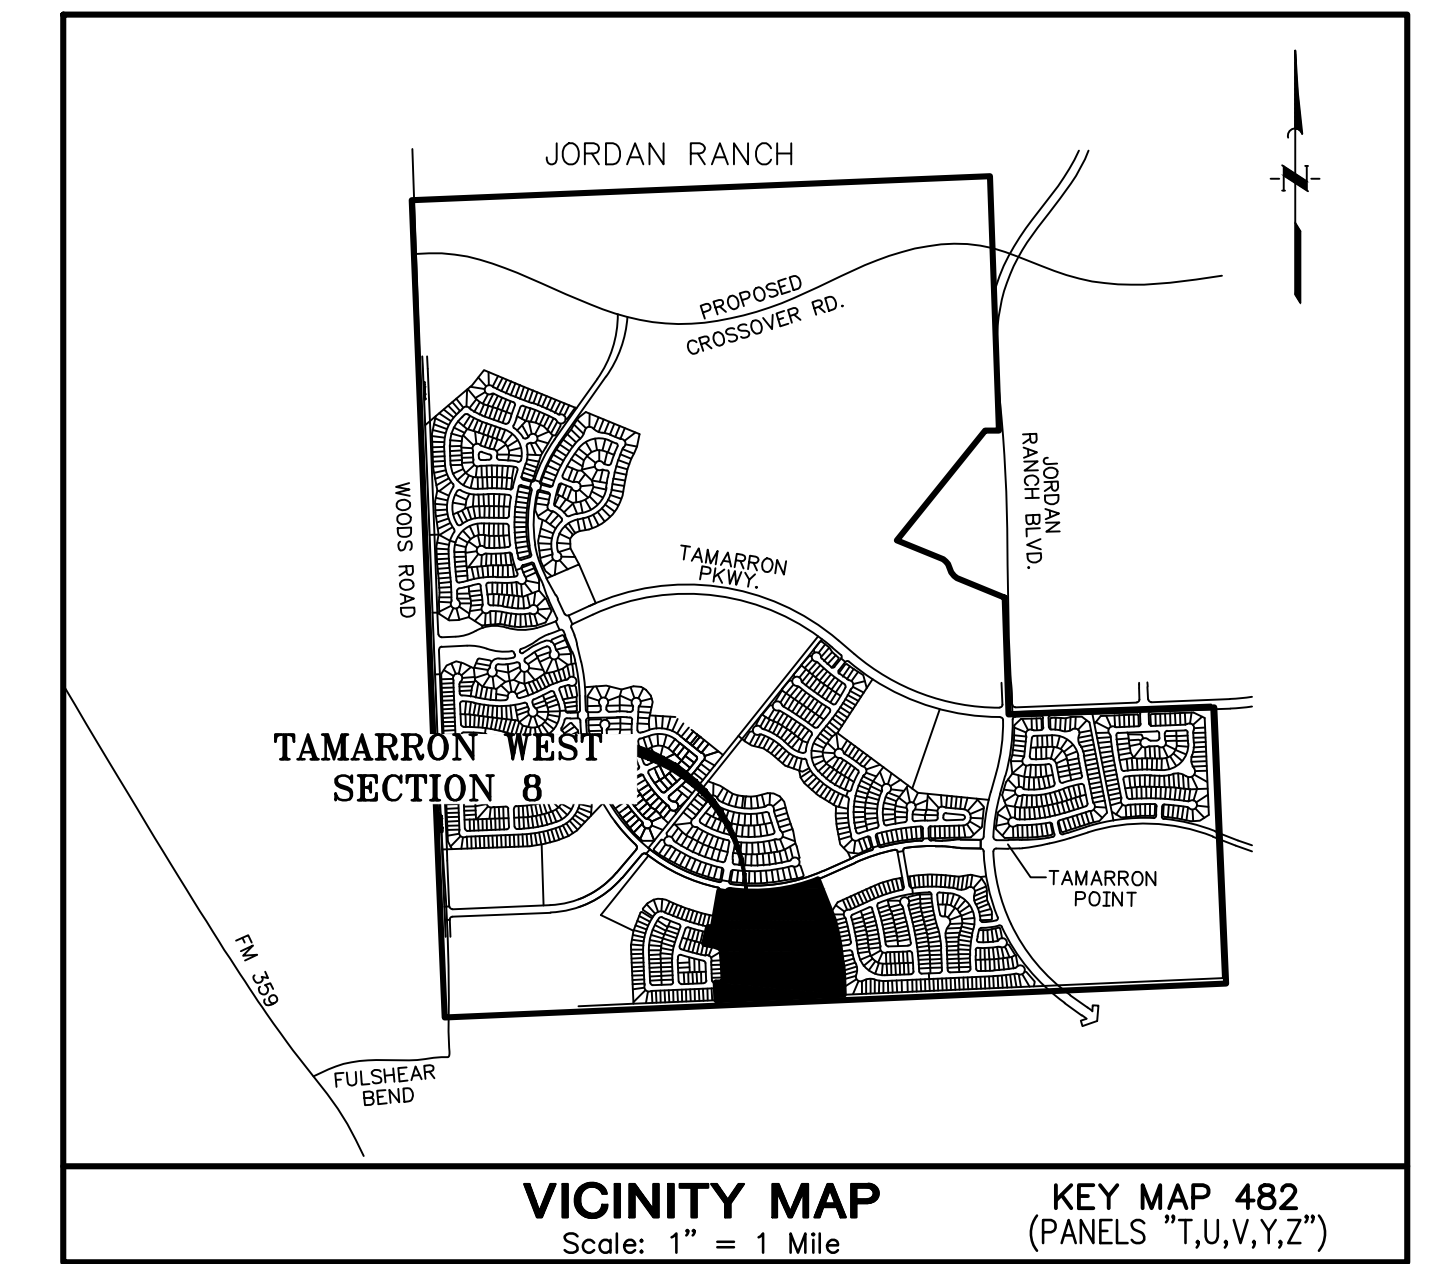 JORDAN RANCH
N
PROPOSED
CROSSOVER RD.
JORDAN
RANCH BLVD.
WOODS ROAD
TAMARRON
PKWY.
TAMARRON WEST
SECTION 8
TAMARRON
POINT
FM 359
FULSHEAR
BEND
VICINITY MAP
Scale: 1" = 1 Mile
KEY MAP 482
(PANELS "T,U,V,Y,Z")